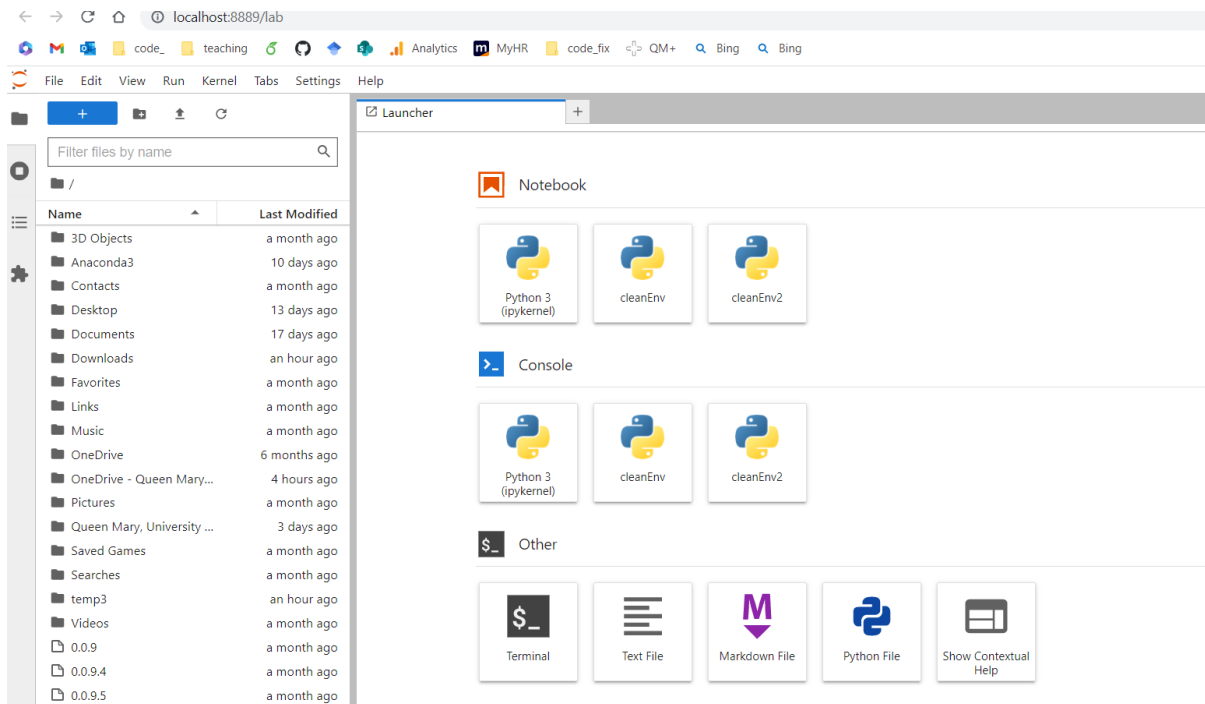 localhost:8889/lab
code_ teaching Analytics m MyHR code_fix QM+ Bing Bing
File Edit View Run Kernel Tabs Settings Help
+
Launcher +
Filter files by name
/
Name Last Modified
3D Objects a month ago
Anaconda3 10 days ago
Contacts a month ago
Desktop 13 days ago
Documents 17 days ago
Downloads an hour ago
Favorites a month ago
Links a month ago
Music a month ago
OneDrive 6 months ago
OneDrive - Queen Mary... 4 hours ago
Pictures a month ago
Queen Mary, University ... 3 days ago
Saved Games a month ago
Searches a month ago
temp3 an hour ago
Videos a month ago
0.0.9 a month ago
0.0.9.4 a month ago
0.0.9.5 a month ago
Notebook
Python 3 cleanEnv cleanEnv2
(ipykernel)
>_ Console
Python 3 cleanEnv cleanEnv2
(ipykernel)
$_ Other
$_ M
Terminal Text File Markdown File Python File Show Contextual
Help